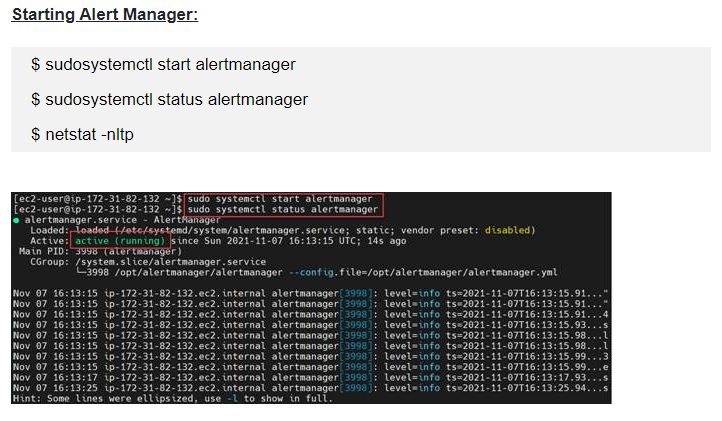 Starting Alert Manager:
$ sudosystemctl start alertmanager
$ sudosystemctl status alertmanager
$ netstat -nltp
[ec2-user@ip-172-31-82-132 ~]$ sudo systemctl start alertmanager
[ec2-user@ip-172-31-82-132 ~]$ sudo systemctl status alertmanager
● alertmanager.service - AlertManager
Loaded: loaded (/etc/systemd/system/alertmanager.service; static; vendor preset: disabled)
Active: active (running) since Sun 2021-11-07 16:13:15 UTC; 14s ago
Main PID: 3998 (alertmanager)
CGroup: /system.slice/alertmanager.service
└─3998 /opt/alertmanager/alertmanager --config.file=/opt/alertmanager/alertmanager.yml
Nov 07 16:13:15 ip-172-31-82-132.ec2.internal alertmanager[3998]: level=info ts=2021-11-07T16:13:15.91..."
Nov 07 16:13:15 ip-172-31-82-132.ec2.internal alertmanager[3998]: level=info ts=2021-11-07T16:13:15.91..."
Nov 07 16:13:15 ip-172-31-82-132.ec2.internal alertmanager[3998]: level=info ts=2021-11-07T16:13:15.91...4
Nov 07 16:13:15 ip-172-31-82-132.ec2.internal alertmanager[3998]: level=info ts=2021-11-07T16:13:15.93...s
Nov 07 16:13:15 ip-172-31-82-132.ec2.internal alertmanager[3998]: level=info ts=2021-11-07T16:13:15.98...l
Nov 07 16:13:15 ip-172-31-82-132.ec2.internal alertmanager[3998]: level=info ts=2021-11-07T16:13:15.98...l
Nov 07 16:13:15 ip-172-31-82-132.ec2.internal alertmanager[3998]: level=info ts=2021-11-07T16:13:15.99...3
Nov 07 16:13:15 ip-172-31-82-132.ec2.internal alertmanager[3998]: level=info ts=2021-11-07T16:13:15.99...e
Nov 07 16:13:17 ip-172-31-82-132.ec2.internal alertmanager[3998]: level=info ts=2021-11-07T16:13:17.93...s
Nov 07 16:13:25 ip-172-31-82-132.ec2.internal alertmanager[3998]: level=info ts=2021-11-07T16:13:25.94...s
Hint: Some lines were ellipsized, use -l to show in full.